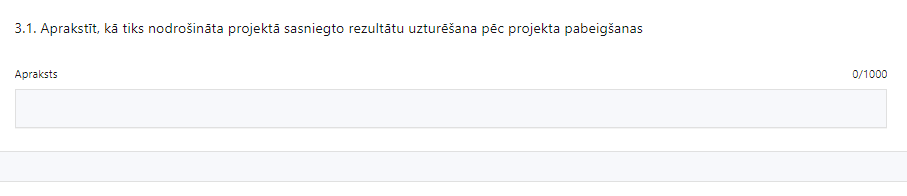 3.1. Aprakstīt, kā tiks nodrošināta projektā sasniegto rezultātu uzturēšana pēc projekta pabeigšanas
Apraksts 0/1000